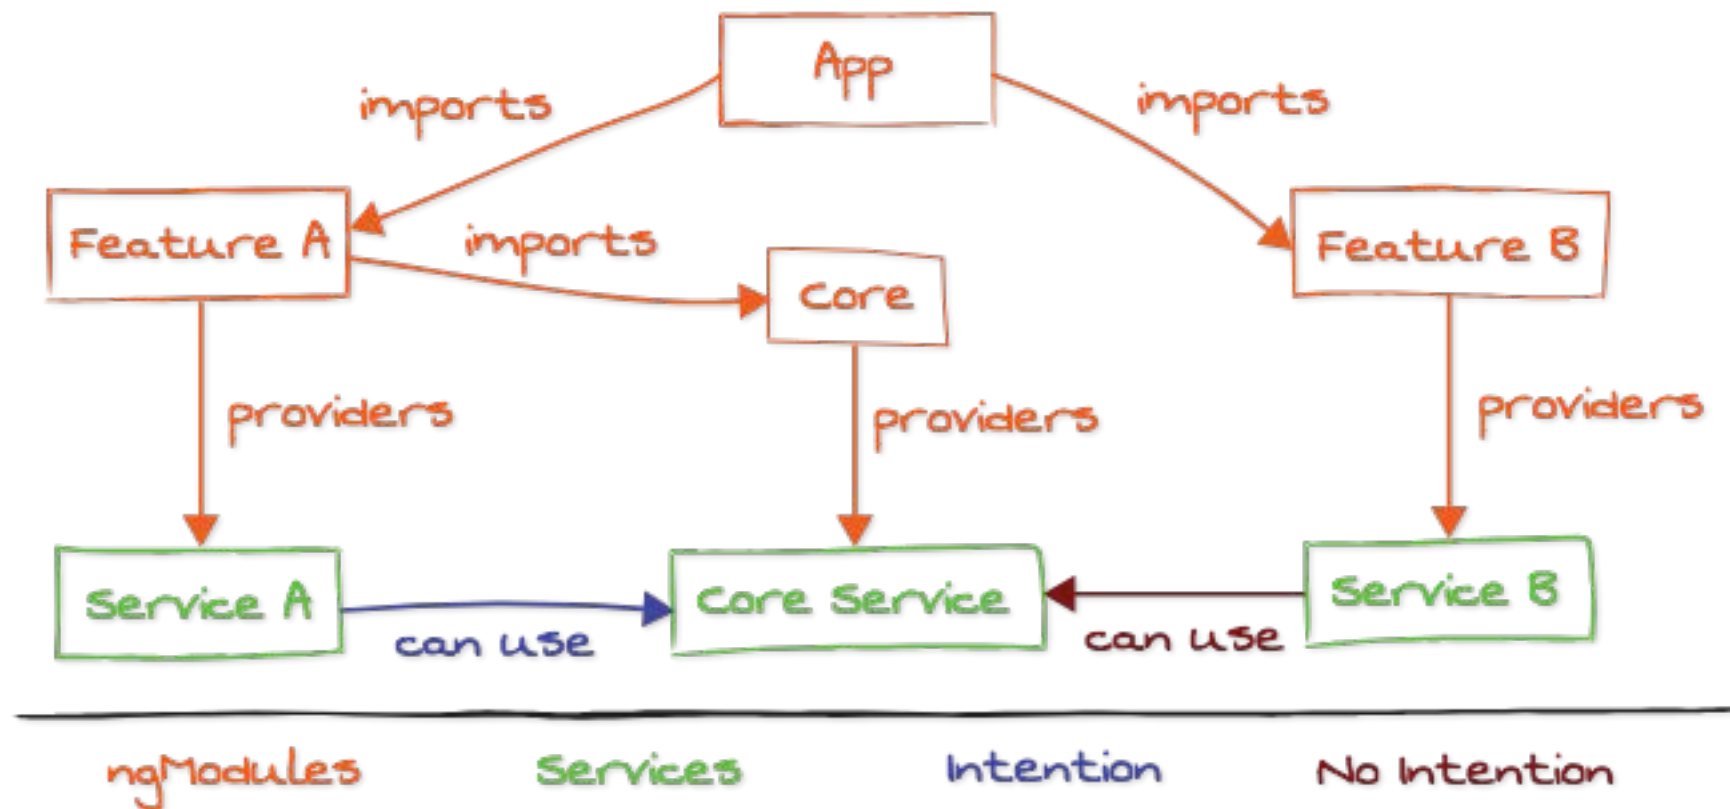 App
imports
imports
Feature A
imports
Core
Feature B
providers
providers
providers
Service A
can use
Core Service
can use
Service B
ngModules
Services
Intention
No Intention